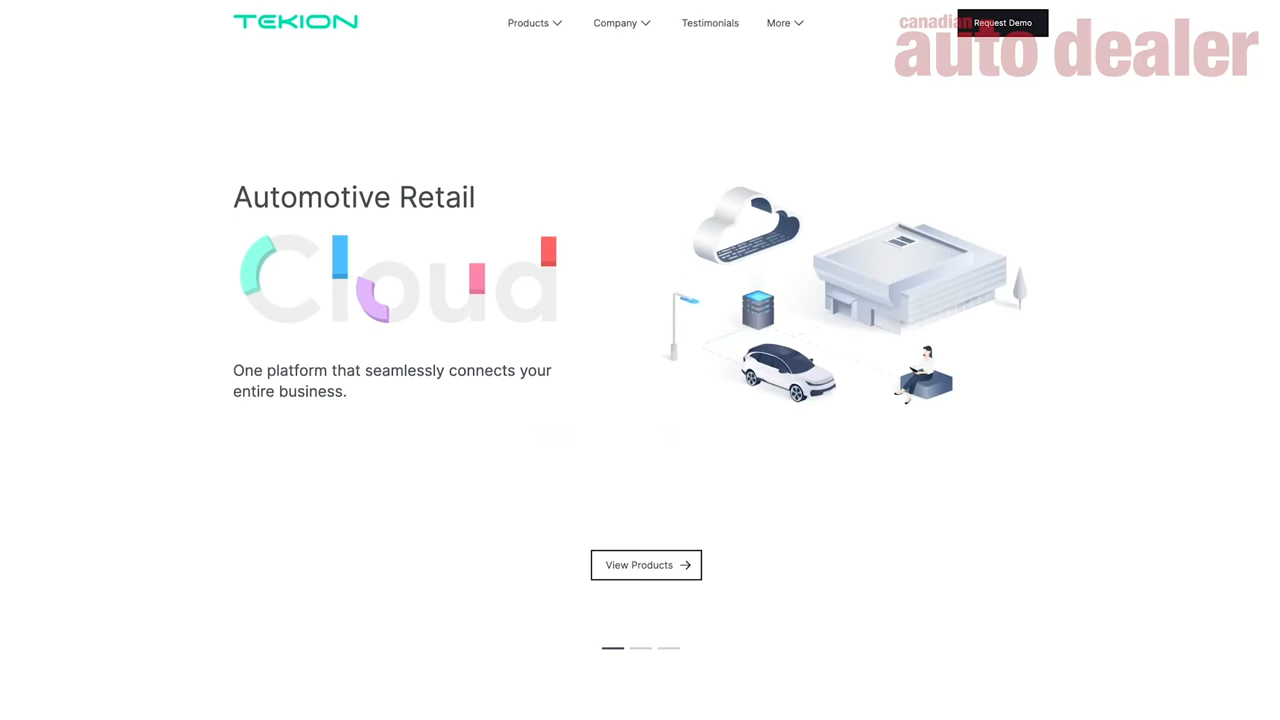 TEKION
Products
Company
Testimonials
More
Request Demo
canadian
auto dealer
Automotive Retail
Cloud
One platform that seamlessly connects your
entire business.
View Products